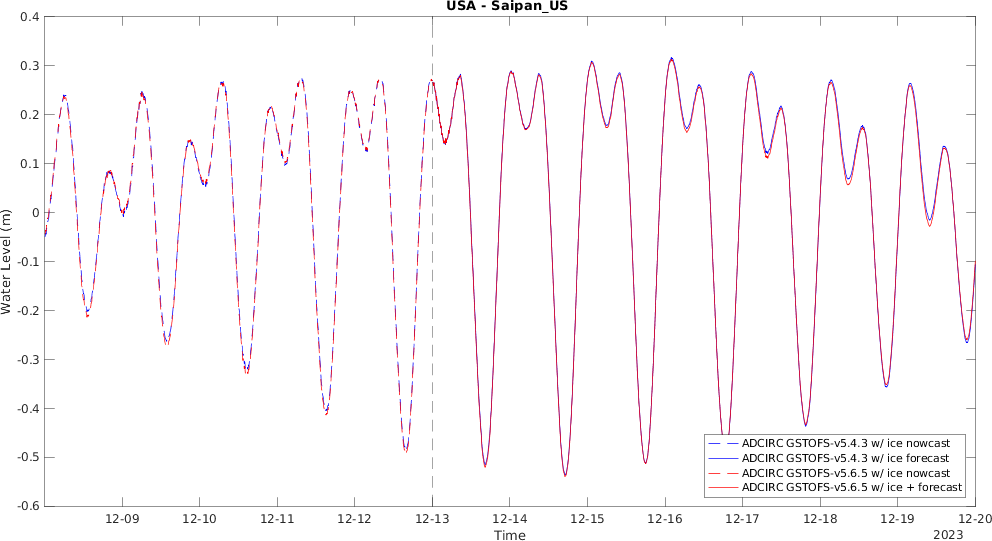 USA - Saipan_US
0.4
0.3
0.2
0.1
0
-0.1
-0.2
-0.3
-0.4
-0.5
-0.6
Water Level (m)
ADCIRC GSTOFS-v5.4.3 w/ ice nowcast
ADCIRC GSTOFS-v5.4.3 w/ ice forecast
ADCIRC GSTOFS-v5.6.5 w/ ice nowcast
ADCIRC GSTOFS-v5.6.5 w/ ice + forecast
12-09 12-10 12-11 12-12 12-13 12-14 12-15 12-16 12-17 12-18 12-19 12-20
Time
2023